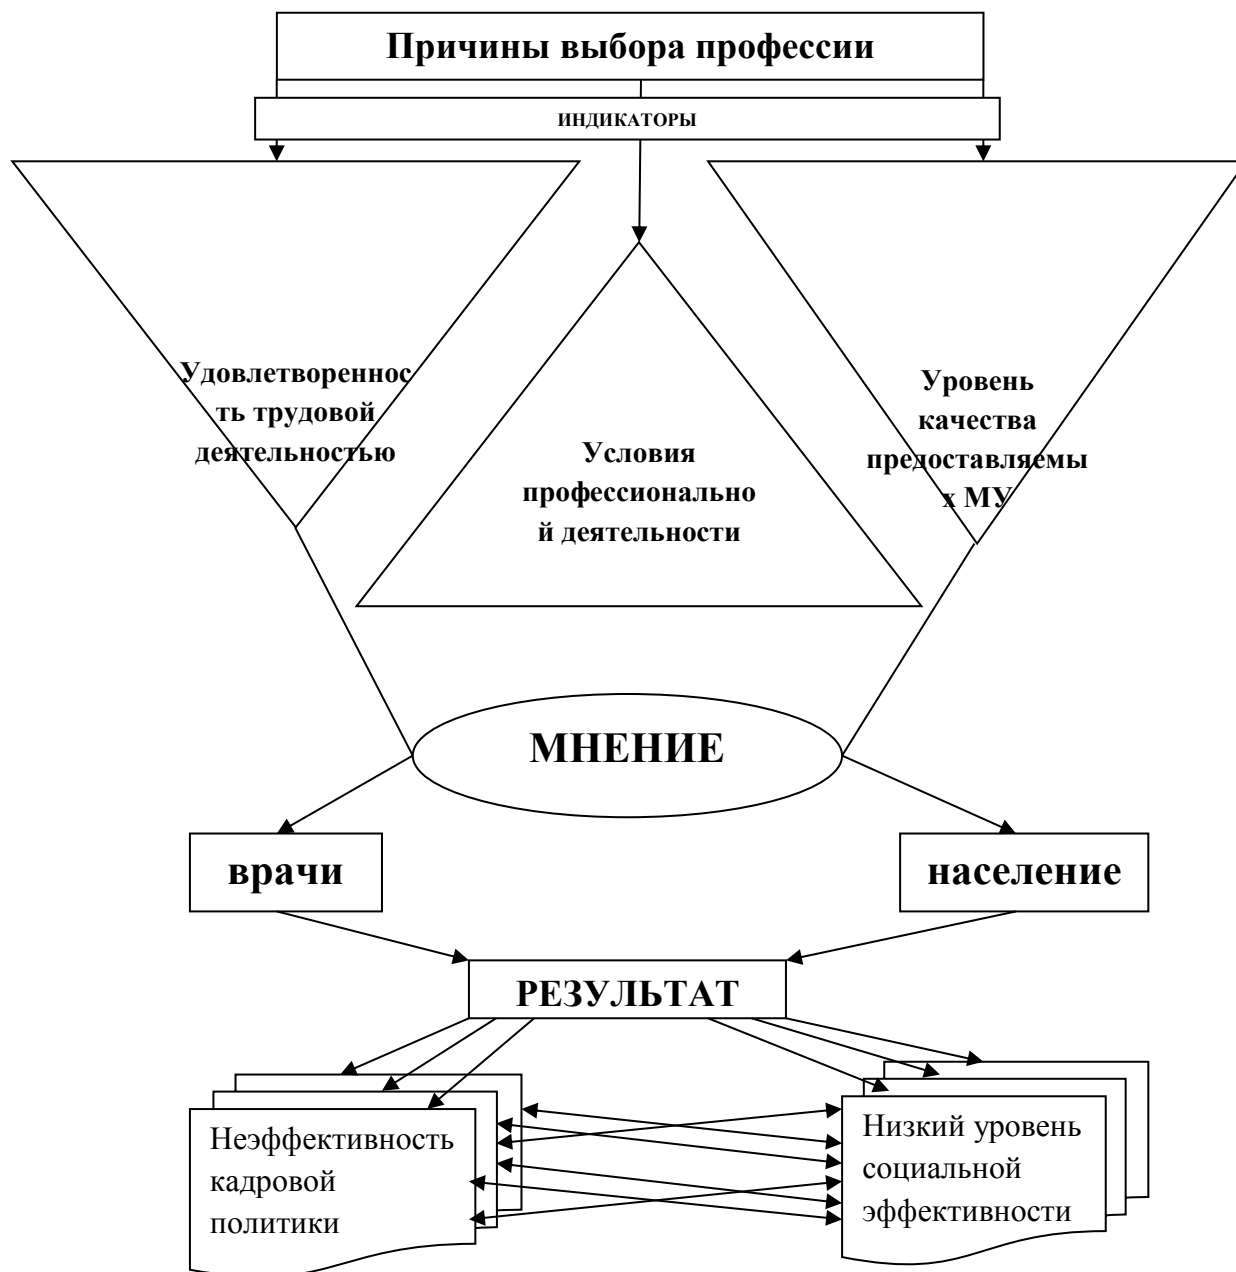 Причины выбора профессии
ИНДИКАТОРЫ
Удовлетвореннос
ть трудовой
деятельностью
Условия
профессионально
й деятельности
Уровень
качества
предоставляемы
х МУ
МНЕНИЕ
врачи
население
РЕЗУЛЬТАТ
Неэффективность
кадровой
политики
Низкий уровень
социальной
эффективности